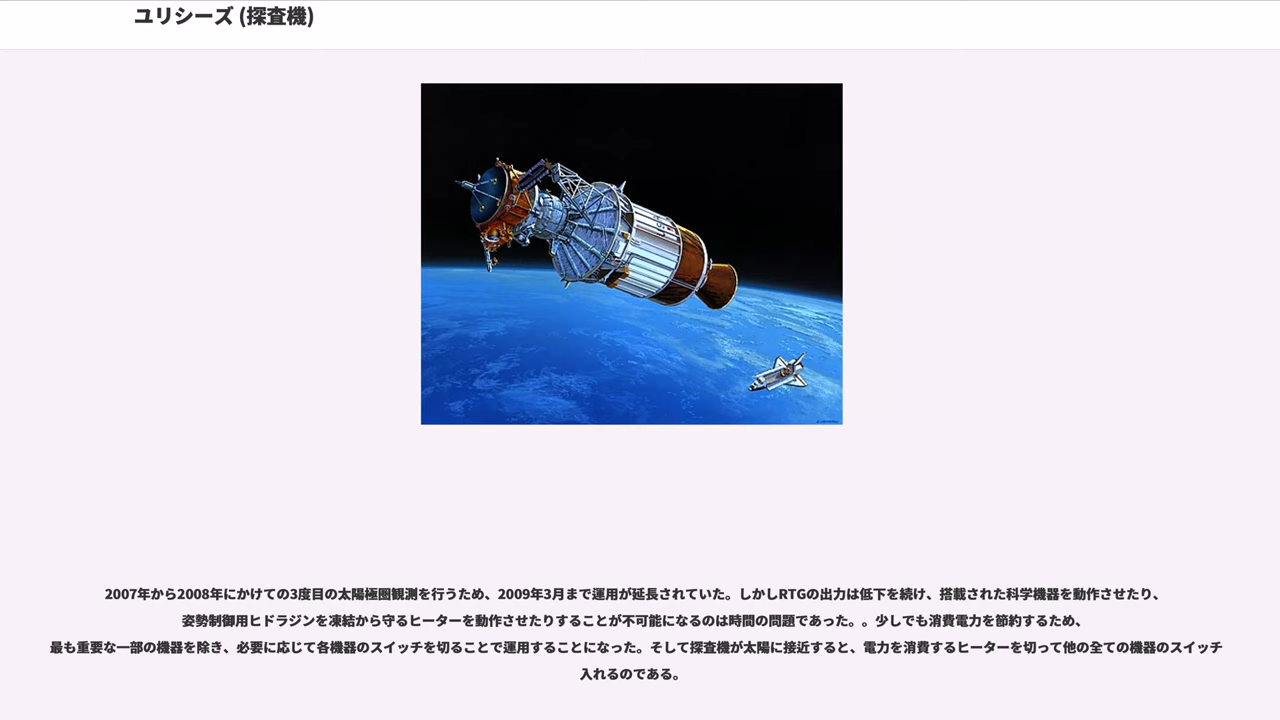 ユリシーズ (探査機)
2007年から2008年にかけての3度目の太陽極圏観測を行うため、2009年3月まで運用が延長されていた。しかしRTGの出力は低下を続け、搭載された科学機器を動作させたり、
姿勢制御用ヒドラジンを凍結から守るヒーターを動作させたりすることが不可能になるのは時間の問題であった。。少しでも消費電力を節約するため、
最も重要な一部の機器を除き、必要に応じて各機器のスイッチを切ることで運用することになった。そして探査機が太陽に接近すると、電力を消費するヒーターを切って他の全ての機器のスイッチ
入れるのである。